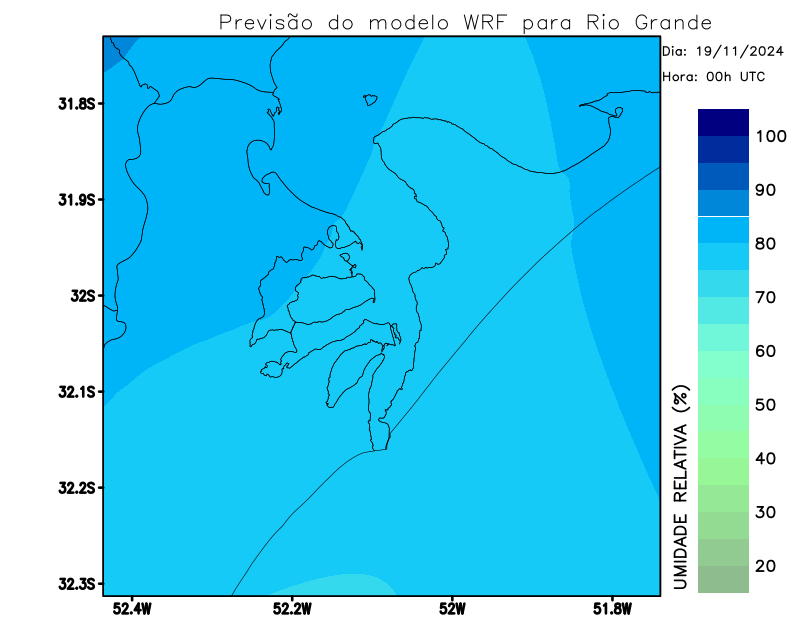 Previsão do modelo WRF para Rio Grande
Dia: 19/11/2024
Hora: 00h UTC
31.8S
31.9S
32S
32.1S
32.2S
32.3S
52.4W
52.2W
52W
51.8W
100
90
80
70
60
50
40
30
20
UMIDADE RELATIVA (%)